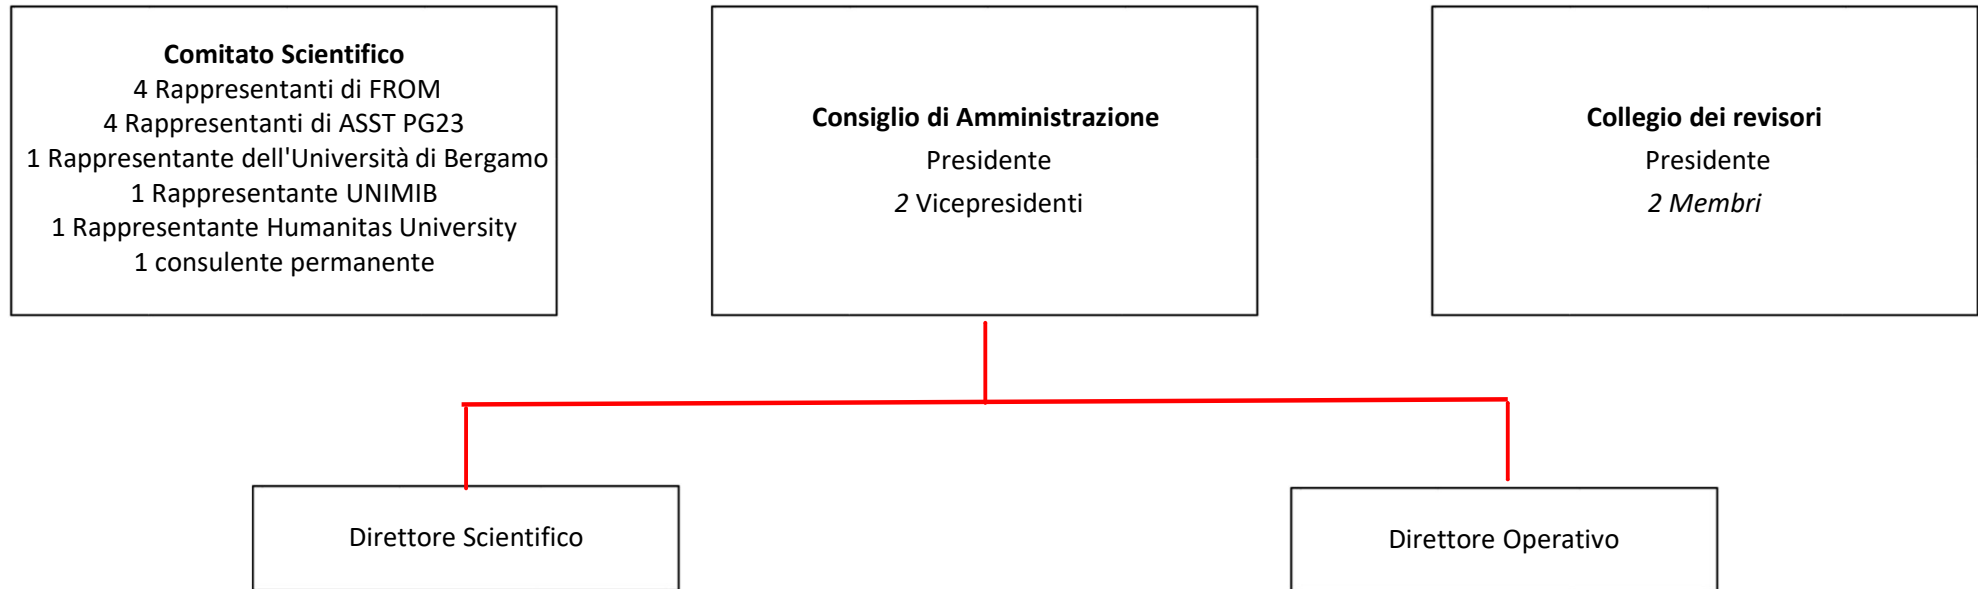 Comitato Scientifico
4 Rappresentanti di FROM
4 Rappresentanti di ASST PG23
1 Rappresentante dell'Università di Bergamo
1 Rappresentante UNIMIB
1 Rappresentante Humanitas University
1 consulente permanente
Consiglio di Amministrazione
Presidente
2 Vicepresidenti
Collegio dei revisori
Presidente
2 Membri
Direttore Scientifico
Direttore Operativo